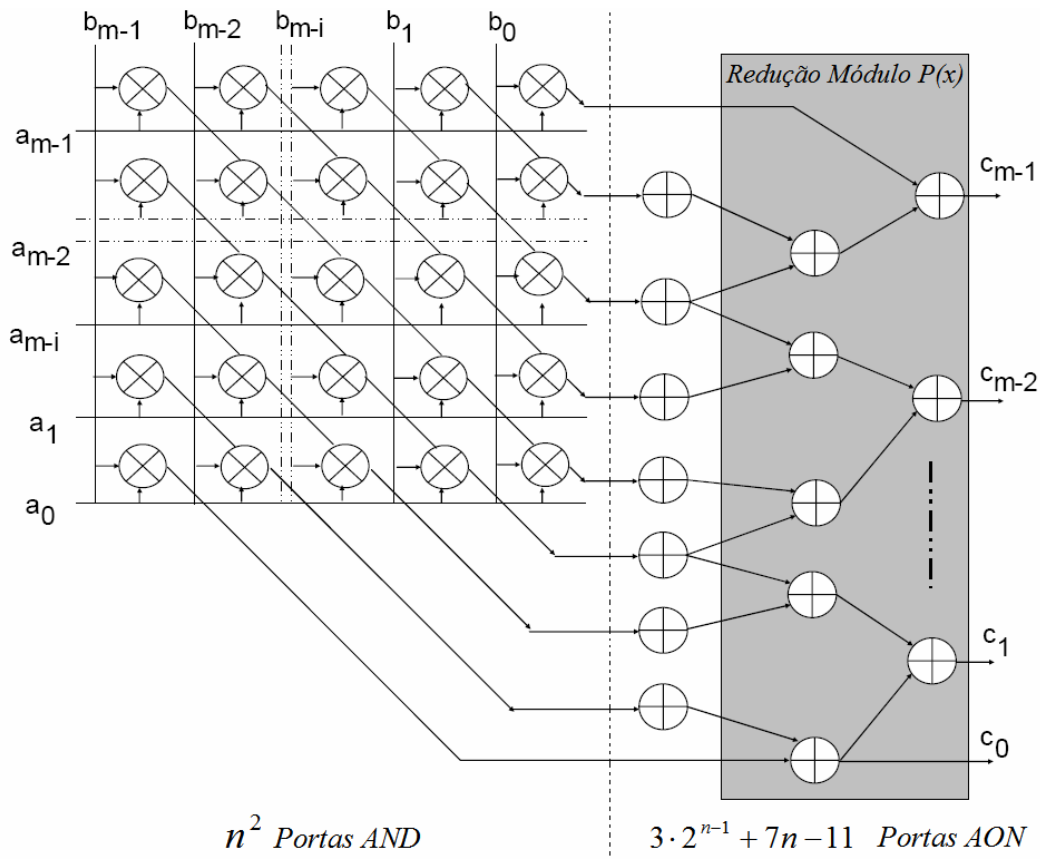 b_{m-1} b_{m-2} b_{m-i} b_1 b_0
Redução Módulo P(x)
a_{m-1}
a_{m-2}
a_{m-i}
a_1
a_0
c_{m-1}
c_{m-2}
c_1
c_0
n^2 Portas AND
3 · 2^{n-1} + 7n - 11 Portas AON